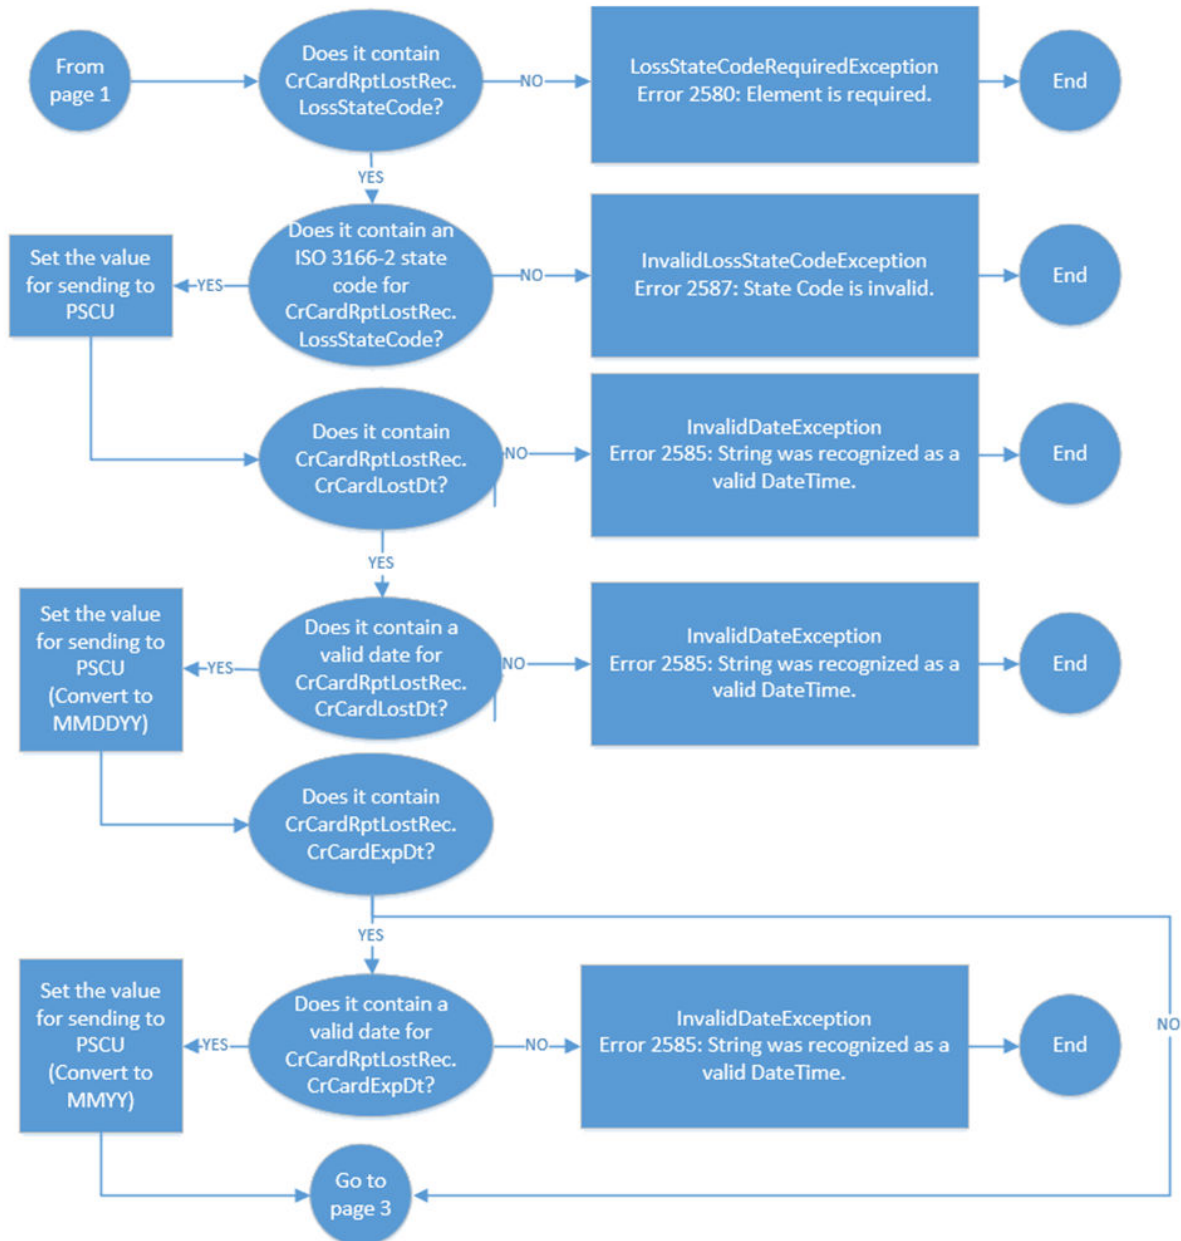 From
page 1
Does it contain
CrCardRptLostRec.
LossStateCode?
NO
LossStateCodeRequiredException
Error 2580: Element is required.
End
YES
Set the value
for sending to
PSCU
YES
Does it contain an
ISO 3166-2 state
code for
CrCardRptLostRec.
LossStateCode?
NO
InvalidLossStateCodeException
Error 2587: State Code is invalid.
End
Does it contain
CrCardRptLostRec.
CrCardLostDt?
NO
InvalidDateException
Error 2585: String was recognized as a
valid DateTime.
End
YES
Set the value
for sending to
PSCU
(Convert to
MMDDYY)
YES
Does it contain a
valid date for
CrCardRptLostRec.
CrCardLostDt?
NO
InvalidDateException
Error 2585: String was recognized as a
valid DateTime.
End
Does it contain
CrCardRptLostRec.
CrCardExpDt?
YES
Set the value
for sending to
PSCU
(Convert to
MMYY)
YES
Does it contain a
valid date for
CrCardRptLostRec.
CrCardExpDt?
NO
InvalidDateException
Error 2585: String was recognized as a
valid DateTime.
End
NO
Go to
page 3